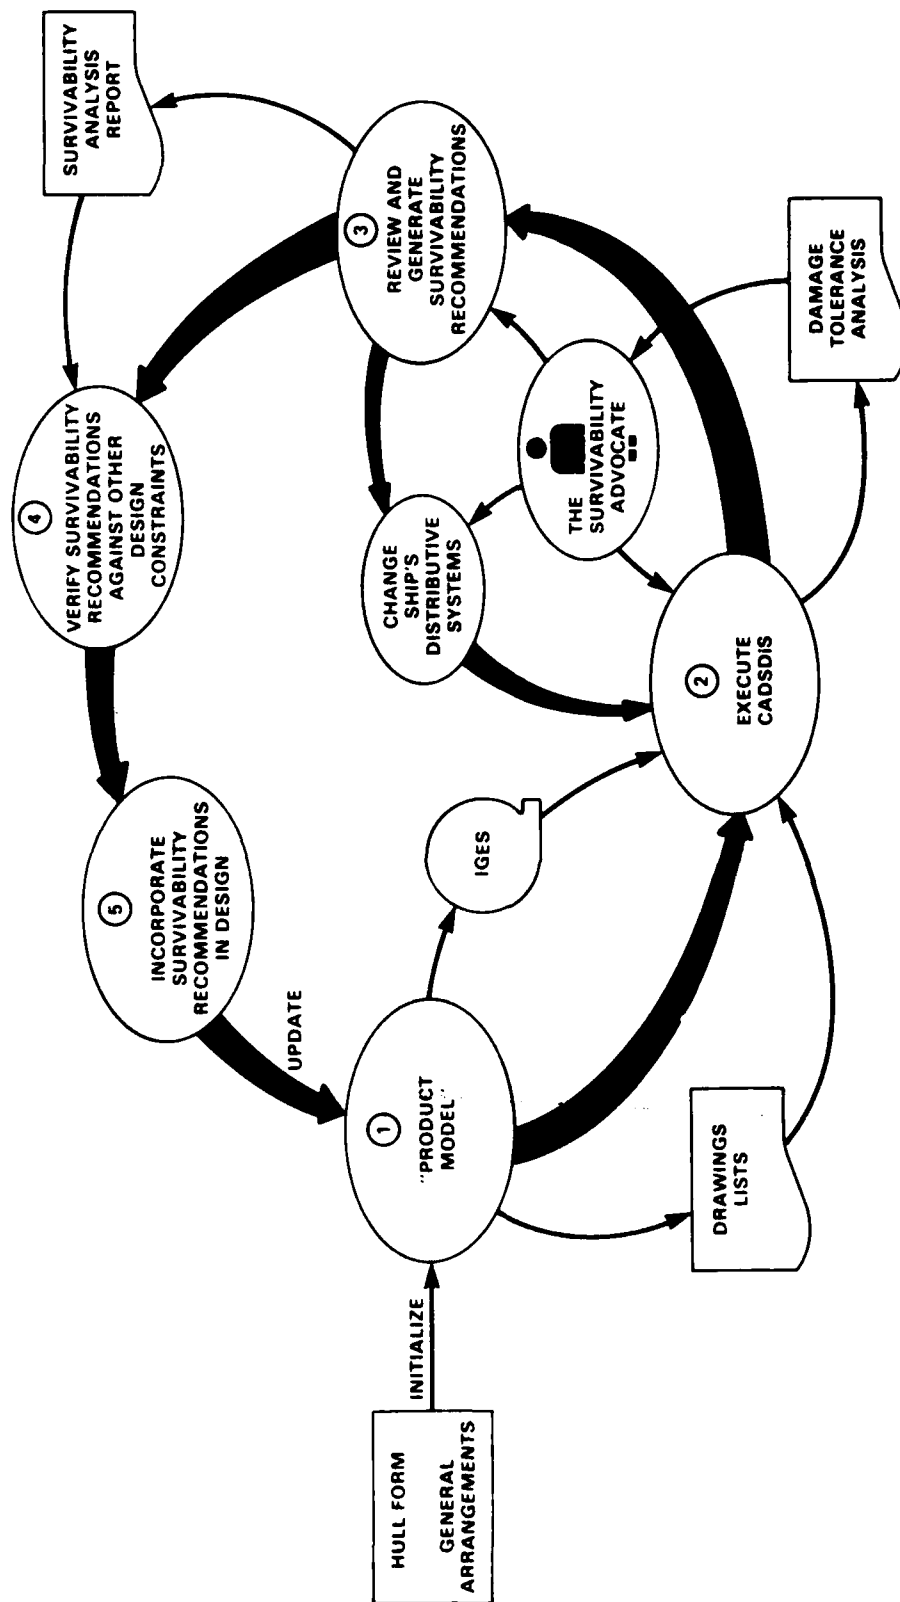 HULL FORM
GENERAL
ARRANGEMENTS
INITIALIZE
1
"PRODUCT
MODEL"
DRAWINGS
LISTS
IGES
2
EXECUTE
CADSDiS
DAMAGE
TOLERANCE
ANALYSIS
THE
SURVIVABILITY
ADVOCATE
CHANGE
SHIP'S
DISTRIBUTIVE
SYSTEMS
3
REVIEW AND
GENERATE
SURVIVABILITY
RECOMMENDATIONS
SURVIVABILITY
ANALYSIS
REPORT
4
VERIFY SURVIVABILITY
RECOMMENDATIONS
AGAINST OTHER
DESIGN
CONSTRAINTS
5
INCORPORATE
SURVIVABILITY
RECOMMENDATIONS
IN DESIGN
UPDATE